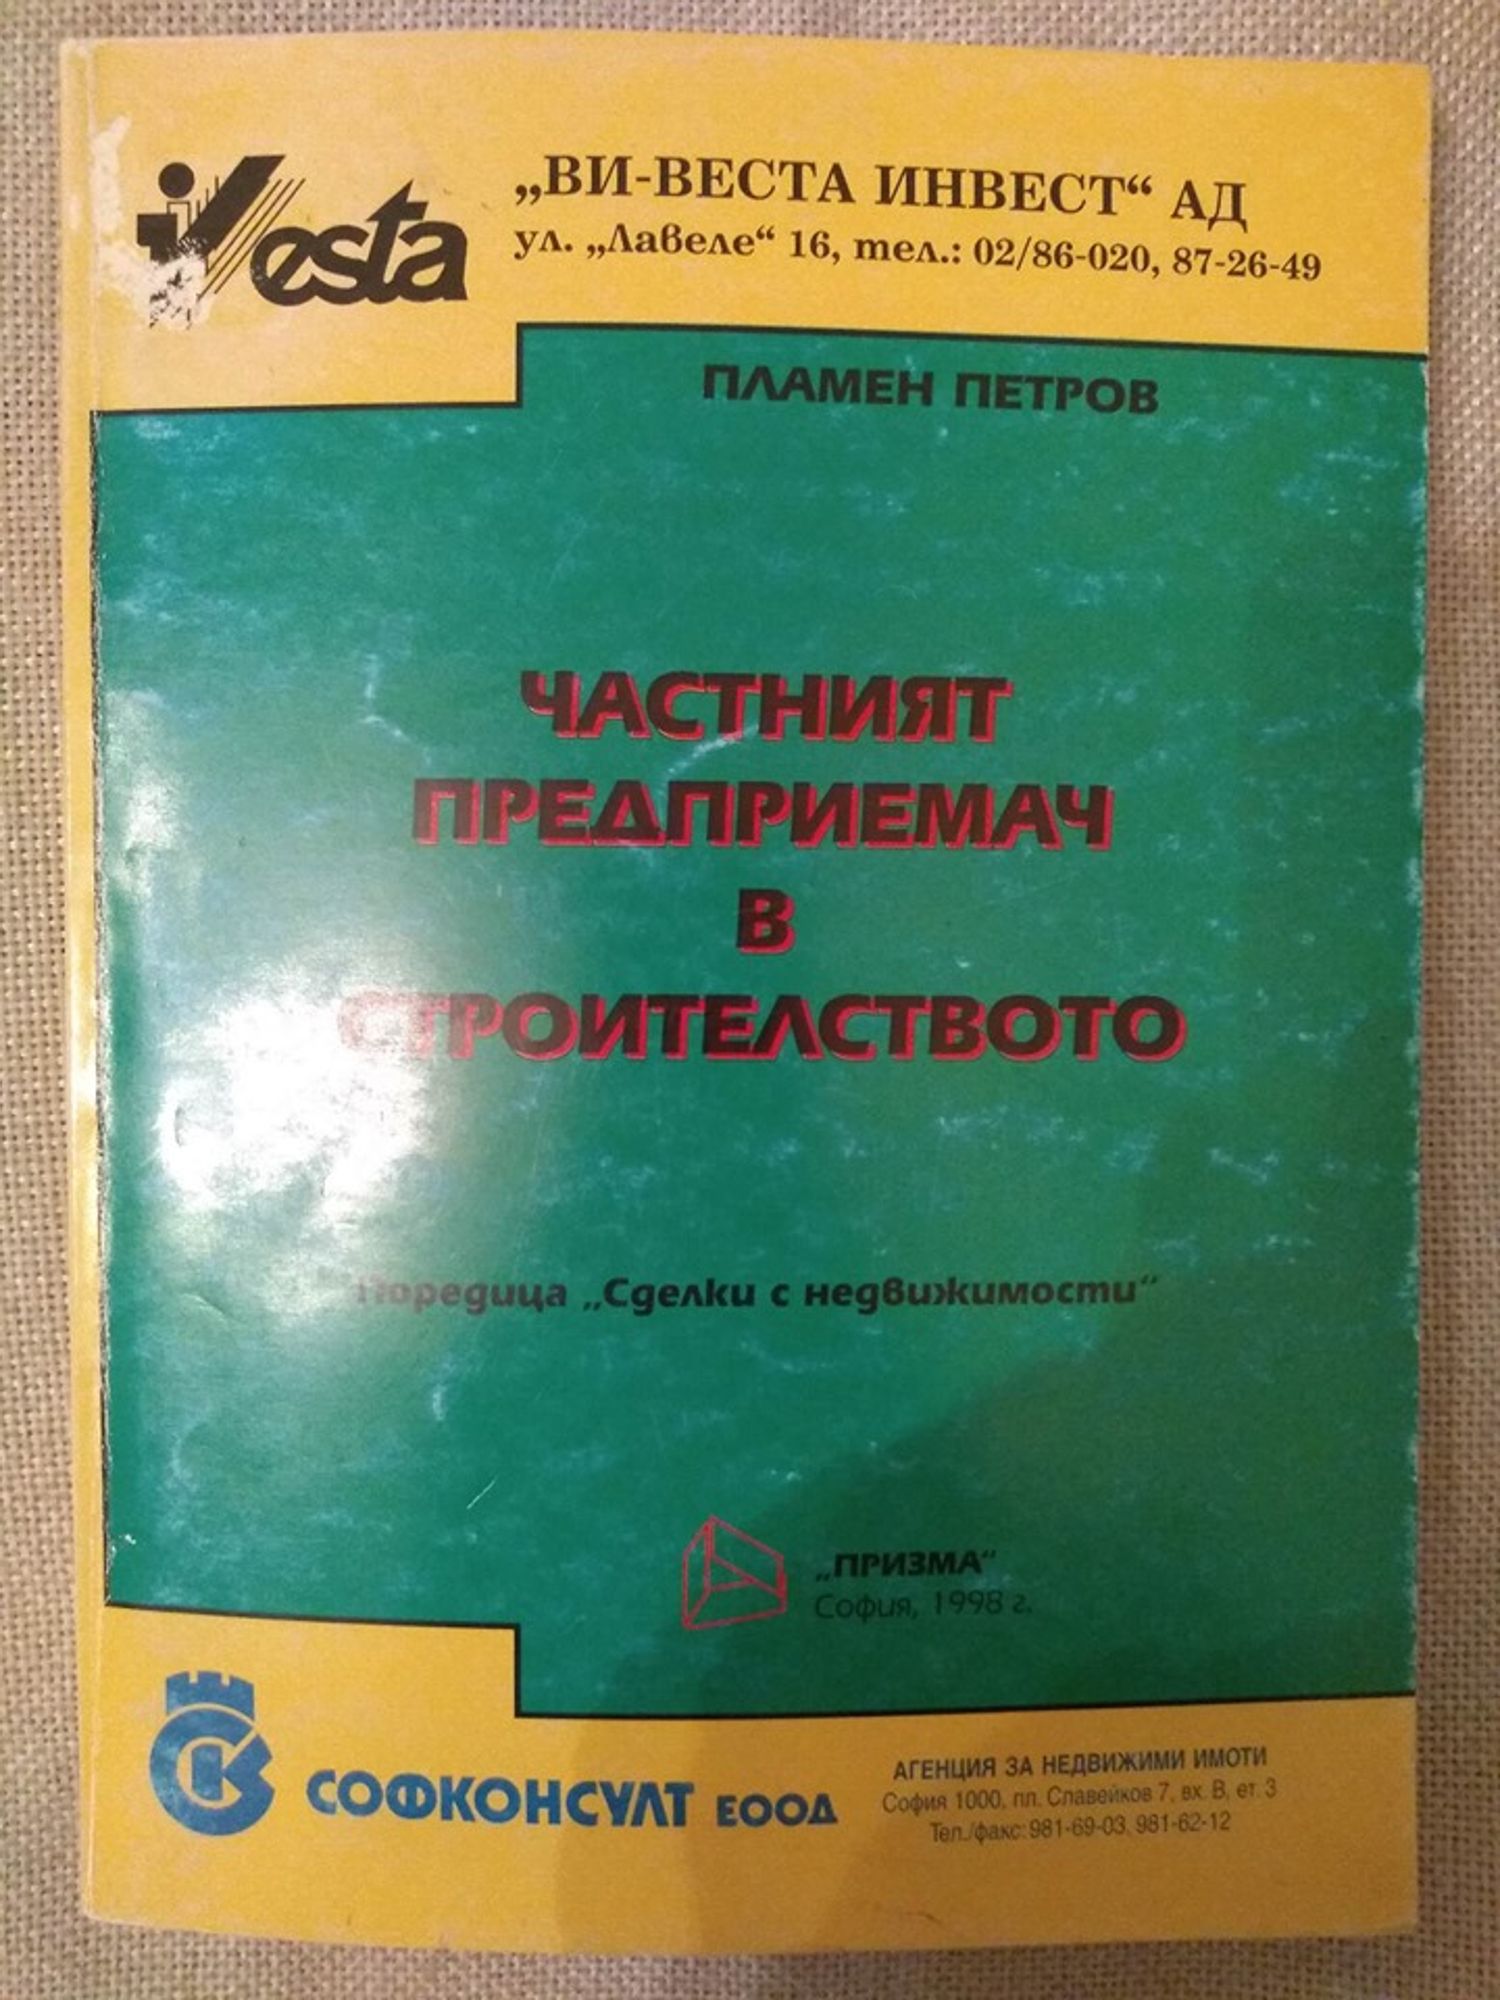 Vesta
„ВИ-ВЕСТА ИНВЕСТ“ АД
ул. „Лавеле“ 16, тел.: 02/86-020, 87-26-49
ПЛАМЕН ПЕТРОВ
ЧАСТНИЯТ
ПРЕДПРИЕМАЧ
В
СТРОИТЕЛСТВОТО
Поредица „Сделки с недвижимости“
„ПРИЗМА“
София, 1998 г.
СОФКОНСУЛТ ЕООД
АГЕНЦИЯ ЗА НЕДВИЖИМИ ИМОТИ
София 1000, пл. Славейков 7, вх. В, ет. 3
Тел./факс: 981-69-03, 981-62-12